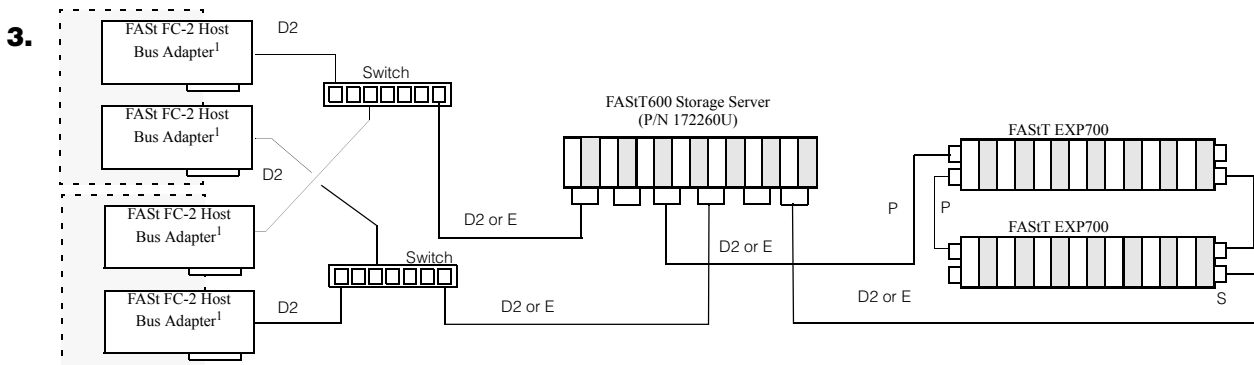 3.
FASt FC-2 Host
Bus Adapter1
D2
Switch
FASt FC-2 Host
Bus Adapter1
D2
FAStT600 Storage Server
(P/N 172260U)
FAStT EXP700
FASt FC-2 Host
Bus Adapter1
D2 or E
P
P
FAStT EXP700
D2 or E
Switch
FASt FC-2 Host
Bus Adapter1
D2
D2 or E
D2 or E
S